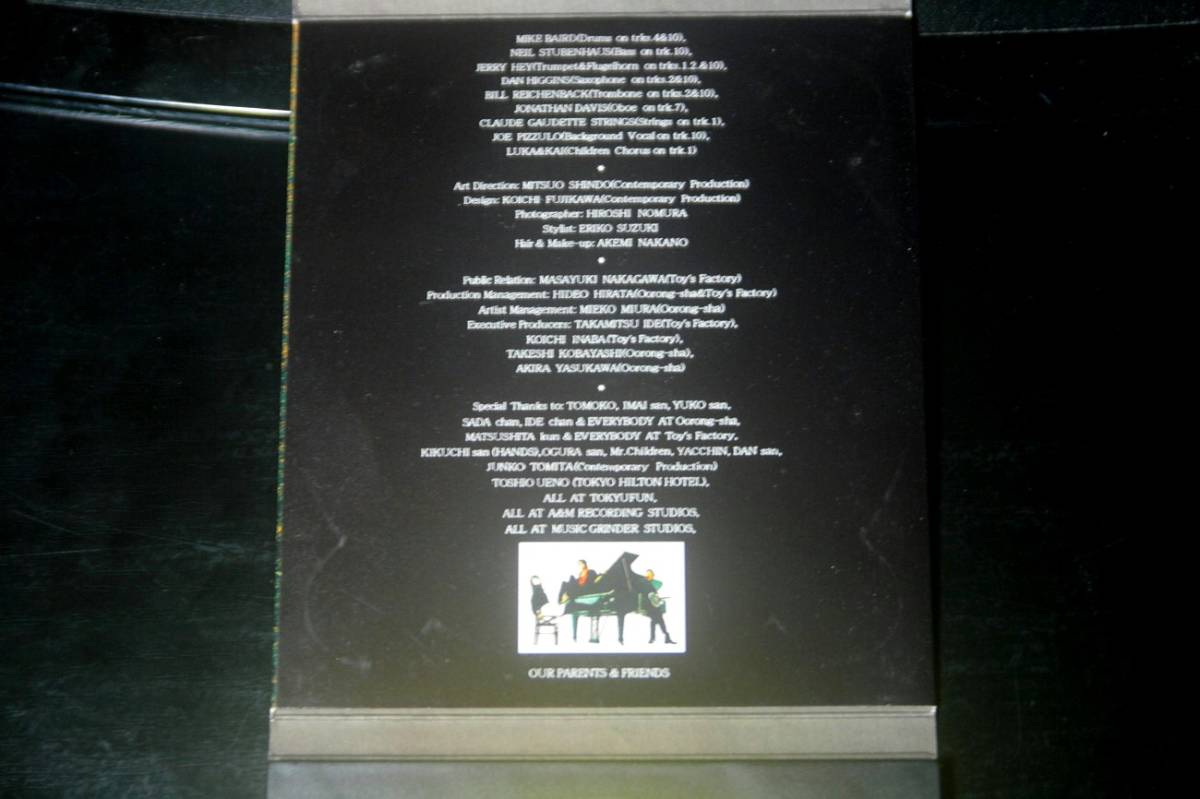 MIKE BAIRD(Drums on trks.4&10),
NEIL STUBENHAUS(Bass on trk.10),
JERRY HEY(Trumpet&Flugelhorn on trks.1.2.&10),
DAN HIGGINS(Saxophone on trks.2&10),
BILL REICHENBACK(Trombone on trks.2&10),
JONATHAN DAVIS(Oboe on trk.7),
CLAUDE GAUDETTE STRINGS(Strings on trk.1),
JOE PIZZULO(Background Vocal on trk.10),
LUKA&KAI(Children Chorus on trk.1)
Art Direction: MITSUO SHINDO(Contemporary Production)
Design: KOICHI FUJIKAWA(Contemporary Production)
Photographer: HIROSHI NOMURA
Stylist: ERIKO SUZUKI
Hair & Make-up: AKEMI NAKANO
Public Relation: MASAYUKI NAKAGAWA(Toy's Factory)
Production Management: HIDEO HIRATA(Oorong-sha&Toy's Factory)
Artist Management: MIEKO MIURA(Oorong-sha)
Executive Producers: TAKAMITSU IDE(Toy's Factory),
KOICHI INABA(Toy's Factory),
TAKESHI KOBAYASHI(Oorong-sha),
AKIRA YASUKAWA(Oorong-sha)
Special Thanks to: TOMOKO, IMAI san, YUKO san,
SADA chan, IDE chan & EVERYBODY AT Oorong-sha,
MATSUSHITA kun & EVERYBODY AT Toy's Factory,
KIKUCHI san (HANDS),OGURA san, Mr.Children, YACCHIN, DAN san,
JUNKO TOMITA(Contemporary Production)
TOSHIO UENO (TOKYO HILTON HOTEL),
ALL AT TOKYUFUN,
ALL AT A&M RECORDING STUDIOS,
ALL AT MUSIC GRINDER STUDIOS,
OUR PARENTS & FRIENDS